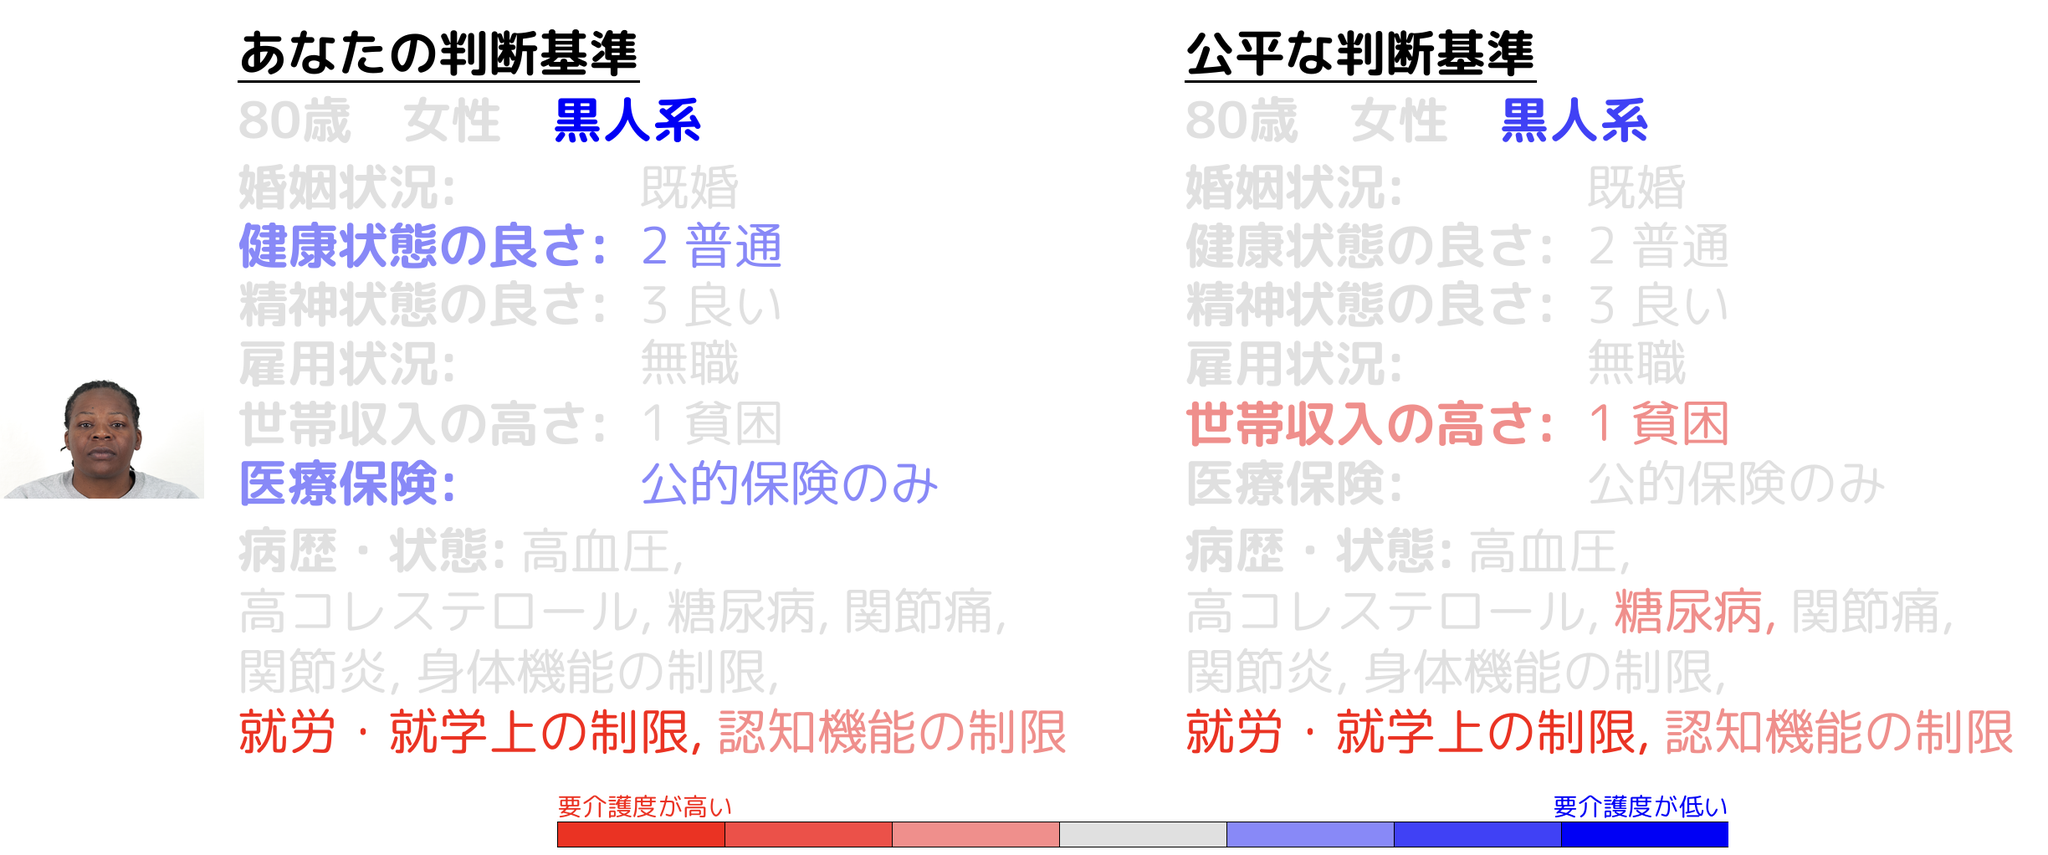 あなたの判断基準
80歳　女性　黒人系
婚姻状況: 既婚
健康状態の良さ: 2 普通
精神状態の良さ: 3 良い
雇用状況: 無職
世帯収入の高さ: 1 貧困
医療保険: 公的保険のみ
病歴・状態: 高血圧,
高コレステロール, 糖尿病, 関節痛,
関節炎, 身体機能の制限,
就労・就学上の制限, 認知機能の制限
公平な判断基準
80歳　女性　黒人系
婚姻状況: 既婚
健康状態の良さ: 2 普通
精神状態の良さ: 3 良い
雇用状況: 無職
世帯収入の高さ: 1 貧困
医療保険: 公的保険のみ
病歴・状態: 高血圧,
高コレステロール, 糖尿病, 関節痛,
関節炎, 身体機能の制限,
就労・就学上の制限, 認知機能の制限
要介護度が高い
要介護度が低い